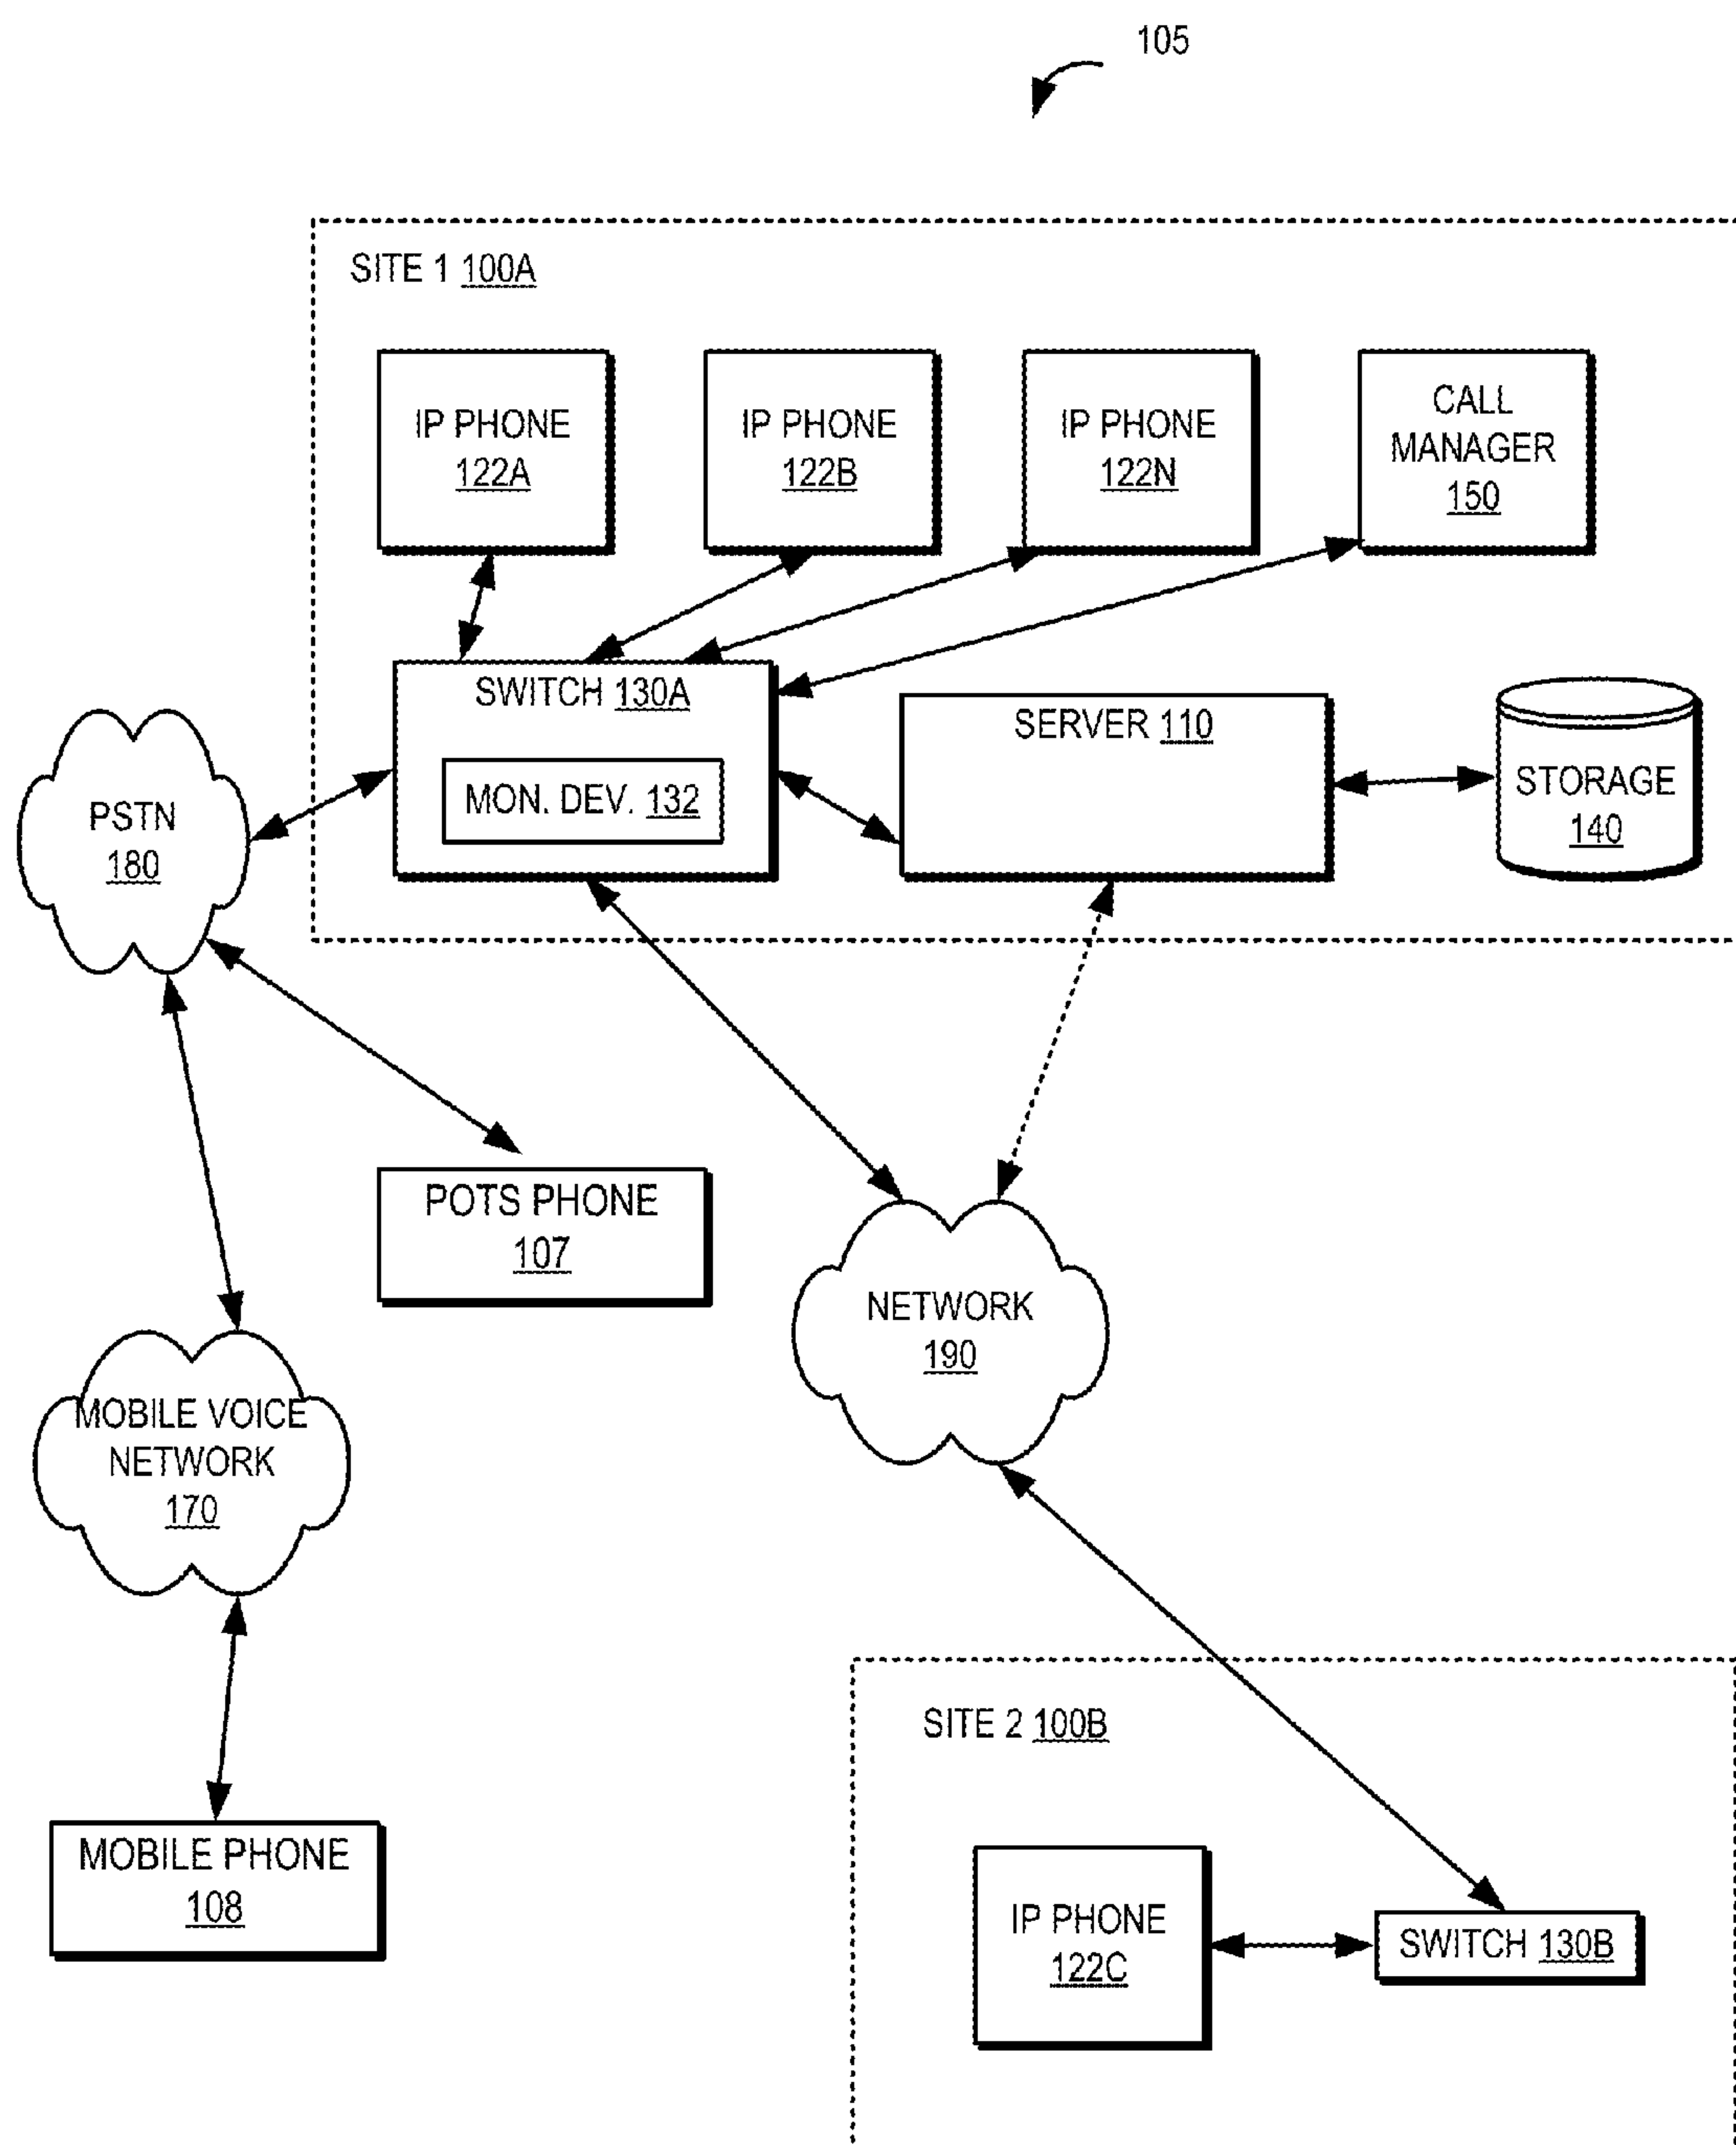 105
SITE 1 100A
IP PHONE
122A
IP PHONE
122B
IP PHONE
122N
CALL
MANAGER
150
SWITCH 130A
MON. DEV. 132
SERVER 110
STORAGE
140
PSTN
180
POTS PHONE
107
NETWORK
190
MOBILE VOICE
NETWORK
170
MOBILE PHONE
108
SITE 2 100B
IP PHONE
122C
SWITCH 130B